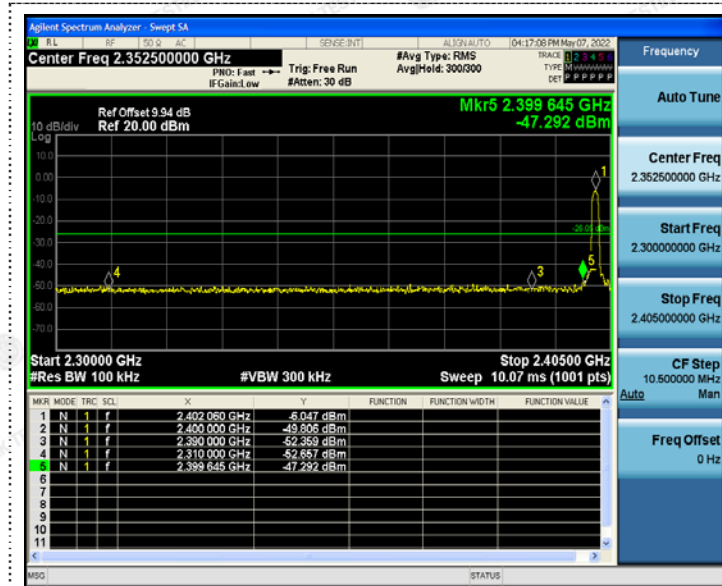 Agilent Spectrum Analyzer - Swept SA
RL RF 50 Ω AC SENSE:INT ALIGN AUTO 04:17:08 PM May 07, 2022
Center Freq 2.352500000 GHz #Avg Type: RMS TRACE 1 2 3 4 5 6
PNO: Fast Trig: Free Run Avg|Hold: 300/300 TYPE M WWWWW
IFGain:Low #Atten: 30 dB DET P P P P P P
Frequency
Auto Tune
Center Freq
2.352500000 GHz
Start Freq
2.300000000 GHz
Stop Freq
2.405000000 GHz
CF Step
10.500000 MHz
Auto Man
Freq Offset
0 Hz
Mkr5 2.399 645 GHz
-47.292 dBm
Ref Offset 9.94 dB
10 dB/div Ref 20.00 dBm
Log
10.0
0.00
-10.0
-20.0
-30.0
-40.0
-50.0
-60.0
-70.0
1
4
3
5
Start 2.30000 GHz Stop 2.40500 GHz
#Res BW 100 kHz #VBW 300 kHz Sweep 10.07 ms (1001 pts)
MKR MODE TRC SCL X Y FUNCTION FUNCTION WIDTH FUNCTION VALUE
1 N 1 f 2.402 060 GHz -6.047 dBm
2 N 1 f 2.400 000 GHz -49.806 dBm
3 N 1 f 2.390 000 GHz -52.359 dBm
4 N 1 f 2.310 000 GHz -52.657 dBm
5 N 1 f 2.399 645 GHz -47.292 dBm
6
7
8
9
10
11
MSG STATUS